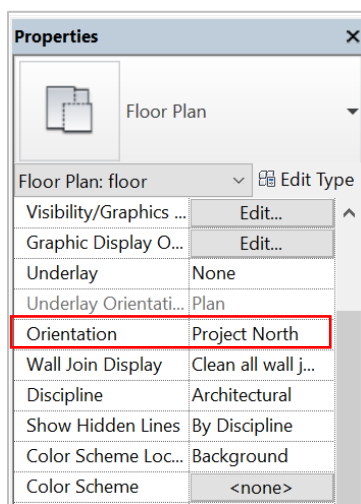 Properties
Floor Plan
Floor Plan: floor Edit Type
Visibility/Graphics ... Edit...
Graphic Display O... Edit...
Underlay None
Underlay Orientati... Plan
Orientation Project North
Wall Join Display Clean all wall j...
Discipline Architectural
Show Hidden Lines By Discipline
Color Scheme Loc... Background
Color Scheme <none>